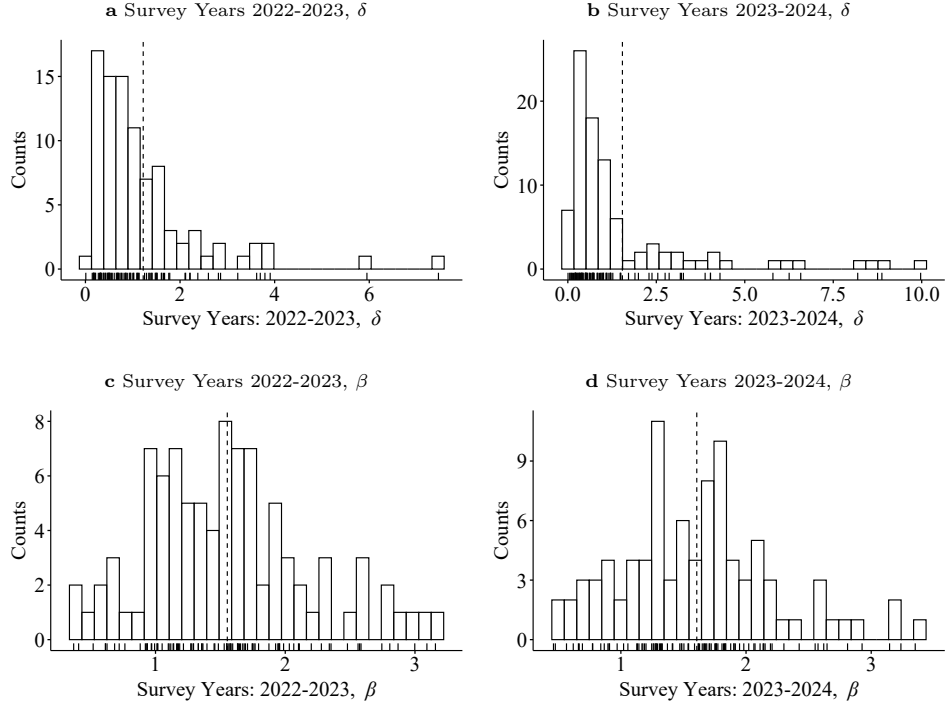 a Survey Years 2022-2023, δ
15
10
5
0
Counts
0 2 4 6
Survey Years: 2022-2023, δ
b Survey Years 2023-2024, δ
20
10
0
Counts
0.0 2.5 5.0 7.5 10.0
Survey Years: 2023-2024, δ
c Survey Years 2022-2023, β
8
6
4
2
0
Counts
1 2 3
Survey Years: 2022-2023, β
d Survey Years 2023-2024, β
9
6
3
0
Counts
1 2 3
Survey Years: 2023-2024, β